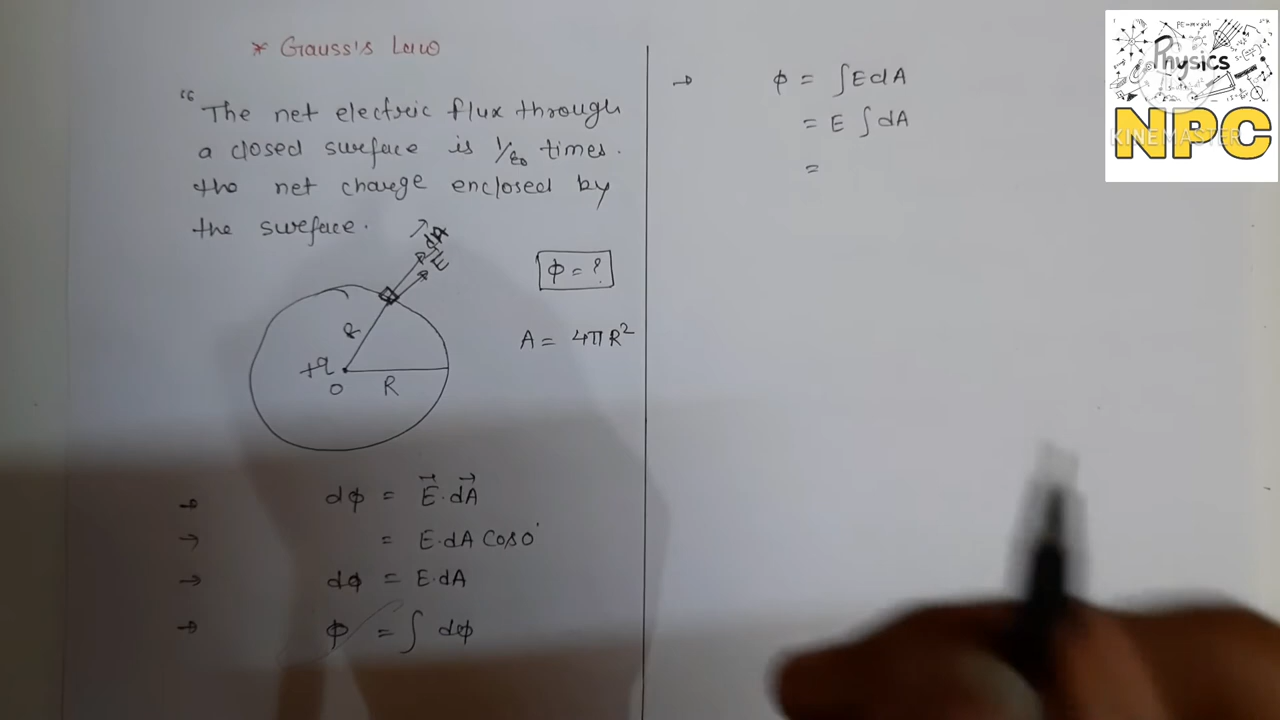 * Gauss's Law
"The net electric flux through
a closed surface is 1/ε₀ times.
the net charge enclosed by
the surface.
dA
E
φ = ?
R
A = 4πR²
+q
O
R
→ dφ = E⃗.dA⃗
→ = E.dA Cos0°
→ dφ = E.dA
→ φ = ∫ dφ
→ φ = ∫EdA
= E ∫dA
=
Physics
NPC
KINEMASTER